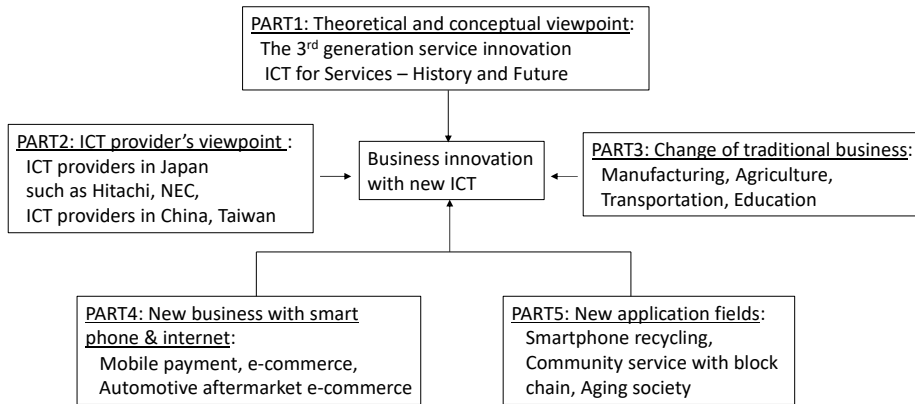 PART1: Theoretical and conceptual viewpoint:
The 3rd generation service innovation
ICT for Services – History and Future
PART2: ICT provider’s viewpoint :
ICT providers in Japan
such as Hitachi, NEC,
ICT providers in China, Taiwan
Business innovation
with new ICT
PART3: Change of traditional business:
Manufacturing, Agriculture,
Transportation, Education
PART4: New business with smart
phone & internet:
Mobile payment, e-commerce,
Automotive aftermarket e-commerce
PART5: New application fields:
Smartphone recycling,
Community service with block
chain, Aging society